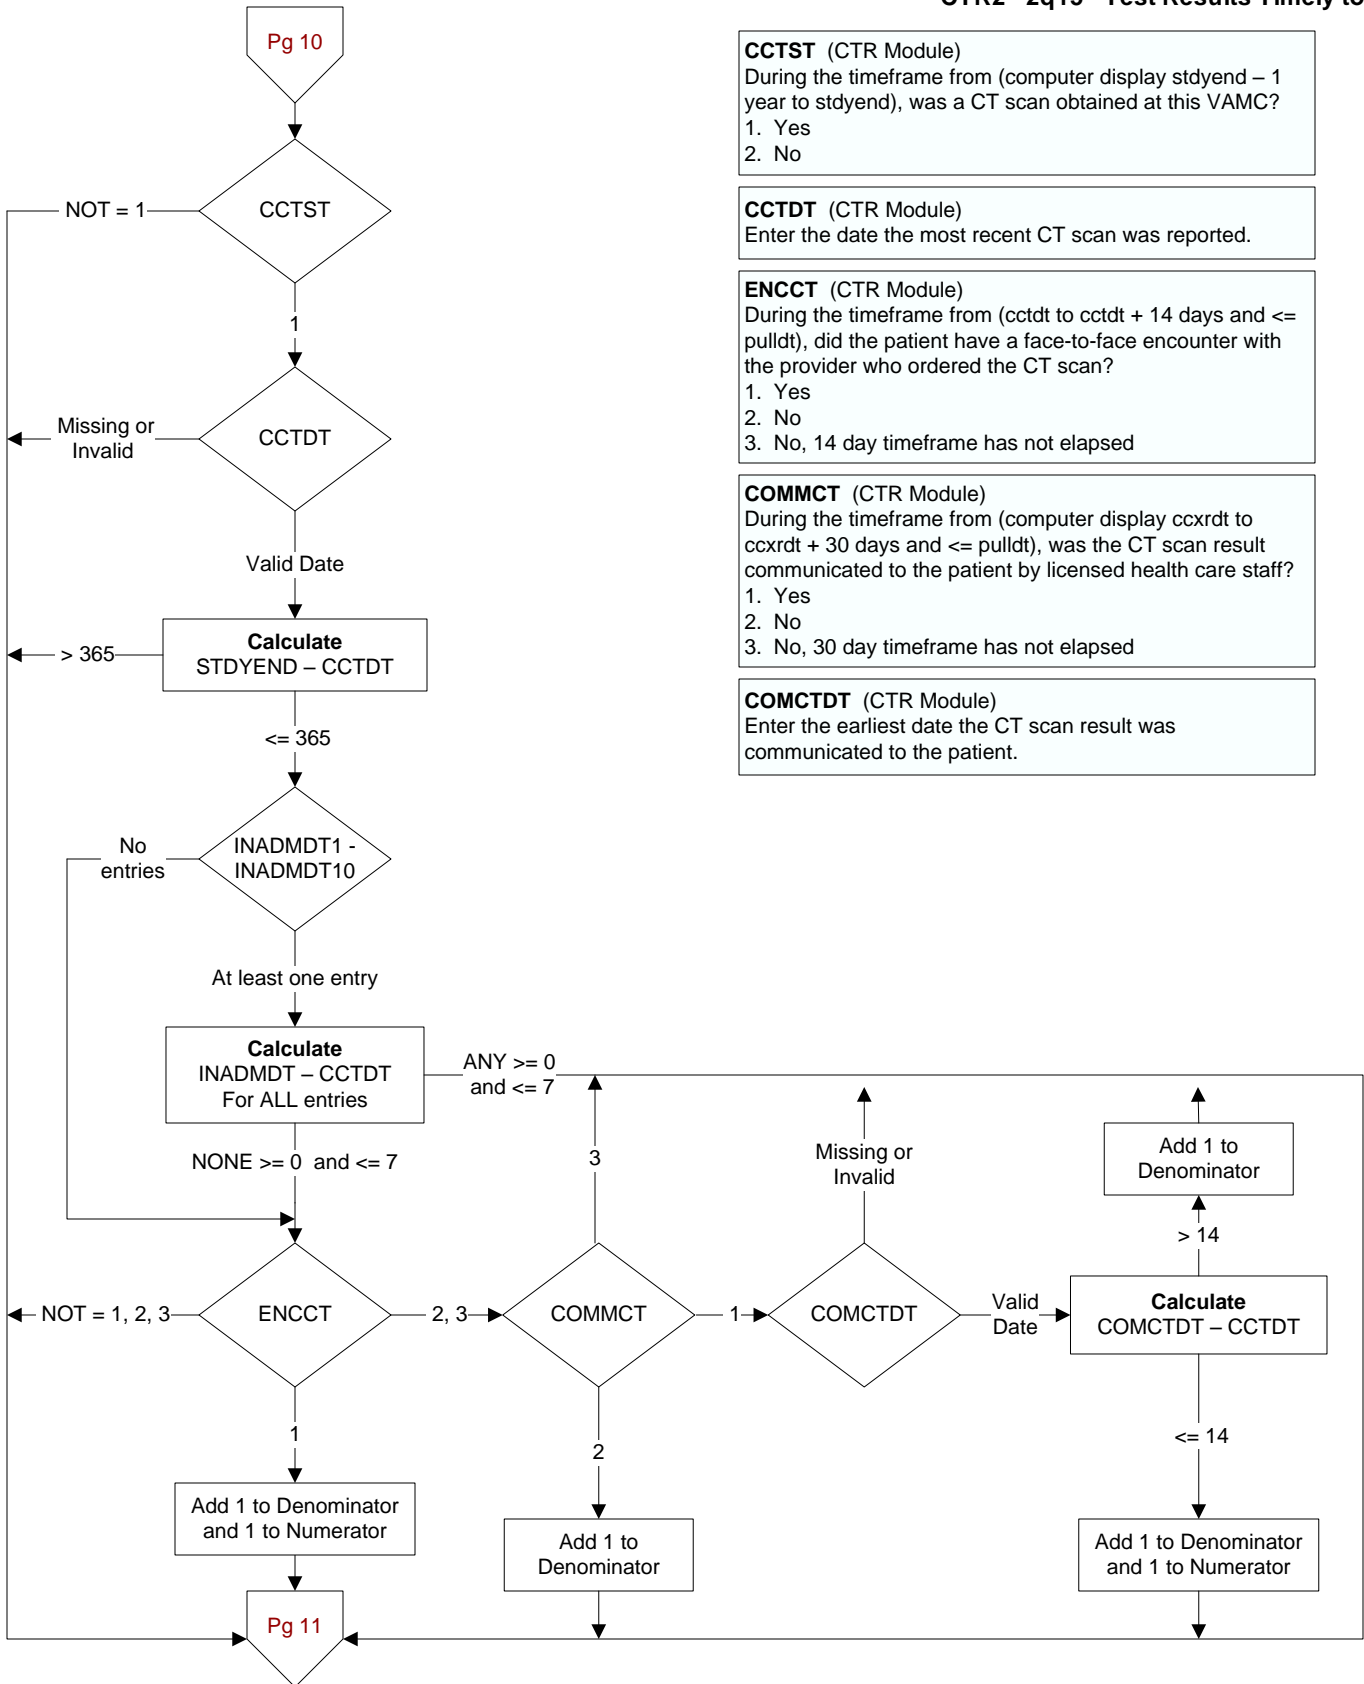 Pg 10
CCTST
NOT = 1
1
CCTDT
Missing or
Invalid
Valid Date
Calculate
STDYEND – CCTDT
> 365
<= 365
INADMDT1 -
INADMDT10
No
entries
At least one entry
Calculate
INADMDT – CCTDT
For ALL entries
ANY >= 0
and <= 7
NONE >= 0 and <= 7
ENCCT
NOT = 1, 2, 3
2, 3
1
Add 1 to Denominator
and 1 to Numerator
Pg 11
COMMCT
3
1
2
Add 1 to
Denominator
COMCTDT
Missing or
Invalid
Valid
Date
Calculate
COMCTDT – CCTDT
> 14
Add 1 to
Denominator
<= 14
Add 1 to Denominator
and 1 to Numerator
CCTST (CTR Module)
During the timeframe from (computer display stdyend – 1
year to stdyend), was a CT scan obtained at this VAMC?
1. Yes
2. No
CCTDT (CTR Module)
Enter the date the most recent CT scan was reported.
ENCCT (CTR Module)
During the timeframe from (cctdt to cctdt + 14 days and <=
pulldt), did the patient have a face-to-face encounter with
the provider who ordered the CT scan?
1. Yes
2. No
3. No, 14 day timeframe has not elapsed
COMMCT (CTR Module)
During the timeframe from (computer display ccxrdt to
ccxrdt + 30 days and <= pulldt), was the CT scan result
communicated to the patient by licensed health care staff?
1. Yes
2. No
3. No, 30 day timeframe has not elapsed
COMCTDT (CTR Module)
Enter the earliest date the CT scan result was
communicated to the patient.